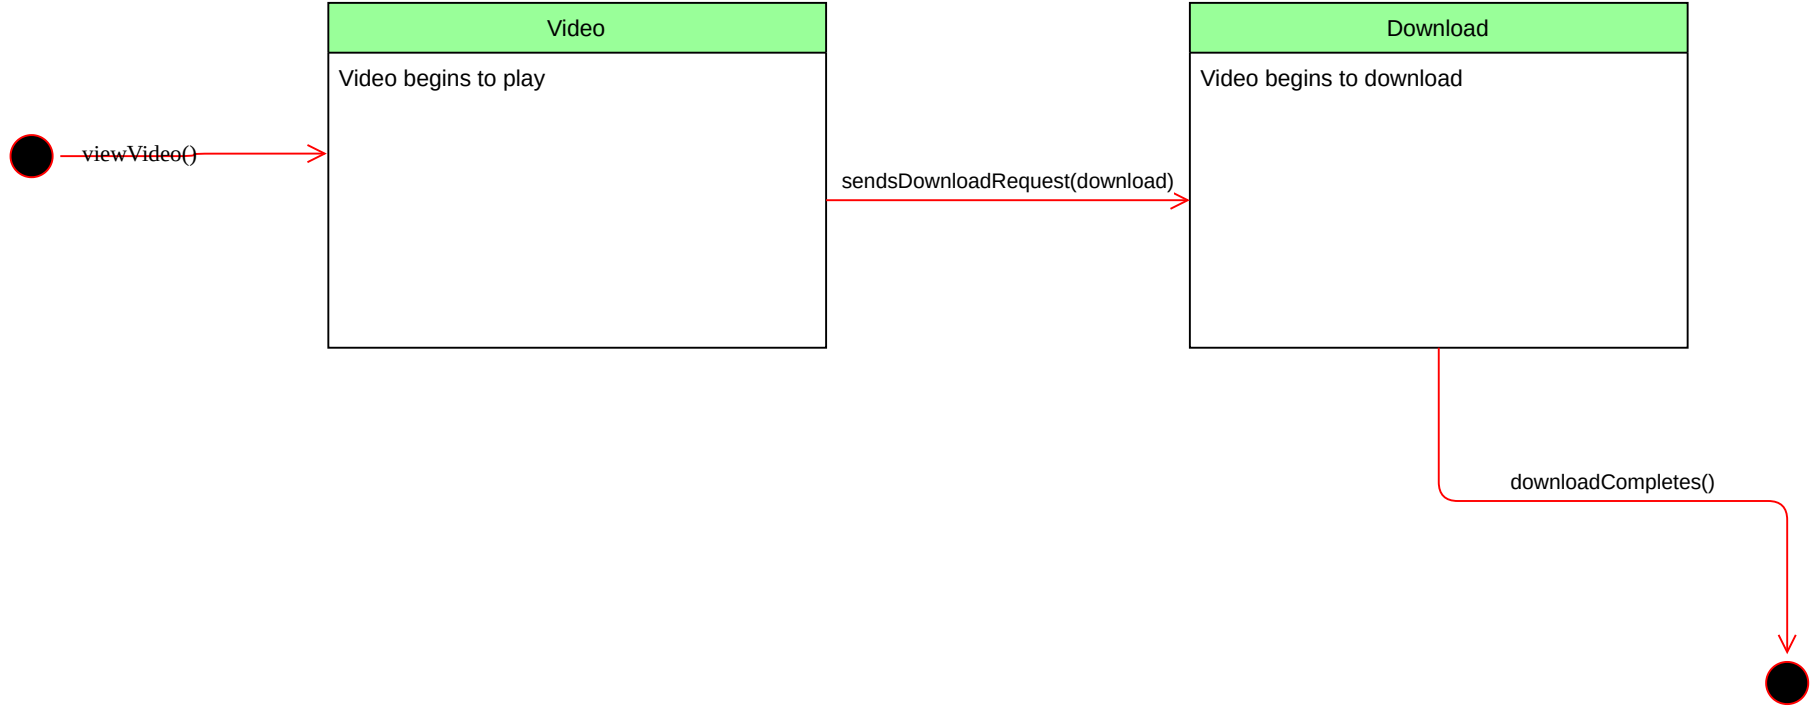 Video
Video begins to play
viewVideo()
sendsDownloadRequest(download)
Download
Video begins to download
downloadCompletes()